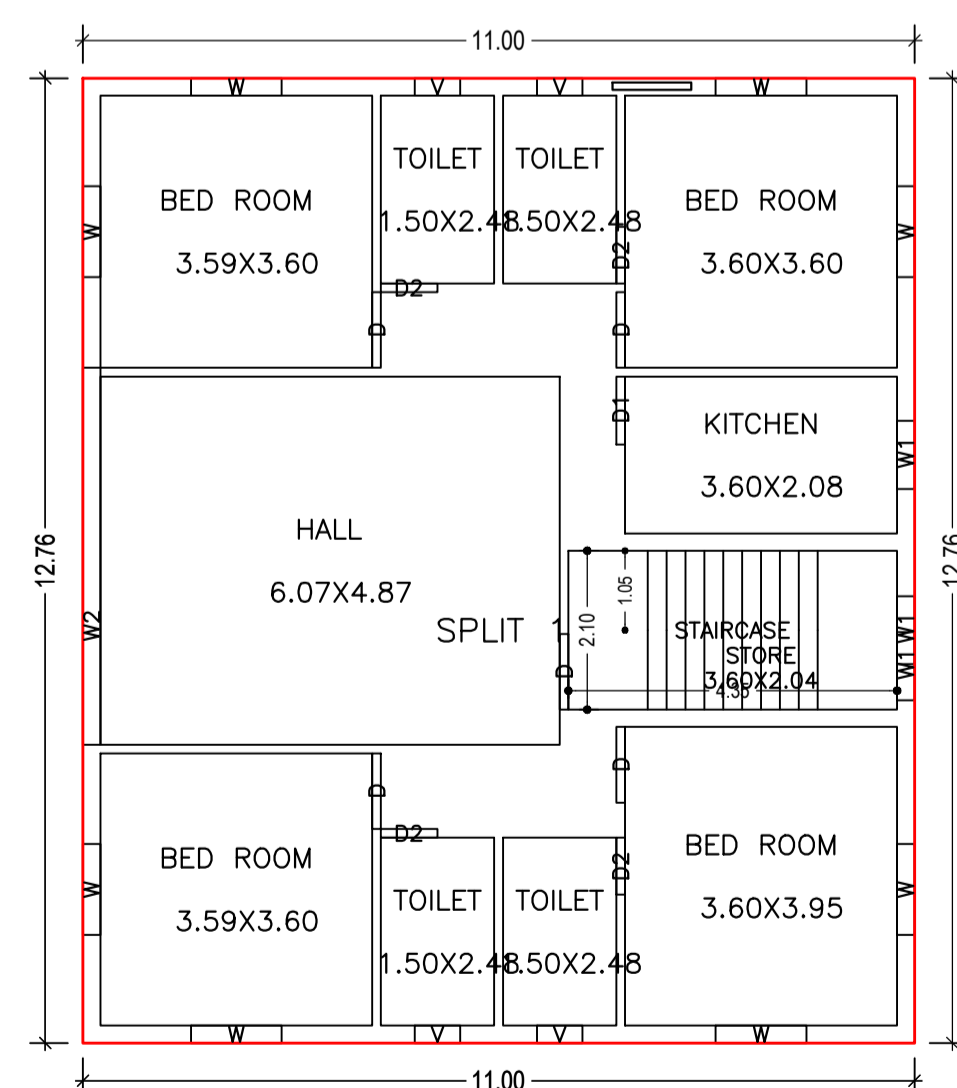 11.00
W
V
V
W
TOILET
TOILET
BED ROOM
BED ROOM
1.50X2.48
1.50X2.48
W
W
3.59X3.60
3.60X3.60
D2
D2
D
D
D1
KITCHEN
W1
3.60X2.08
HALL
12.76
12.76
6.07X4.87
1.05
W2
SPLIT 1
2.10
STAIRCASE
W1
STORE
W1
3.60X2.04
D
4.35
D
D
D2
BED ROOM
BED ROOM
D2
W
W
TOILET
TOILET
3.59X3.60
3.60X3.95
1.50X2.48
1.50X2.48
W
V
V
W
11.00